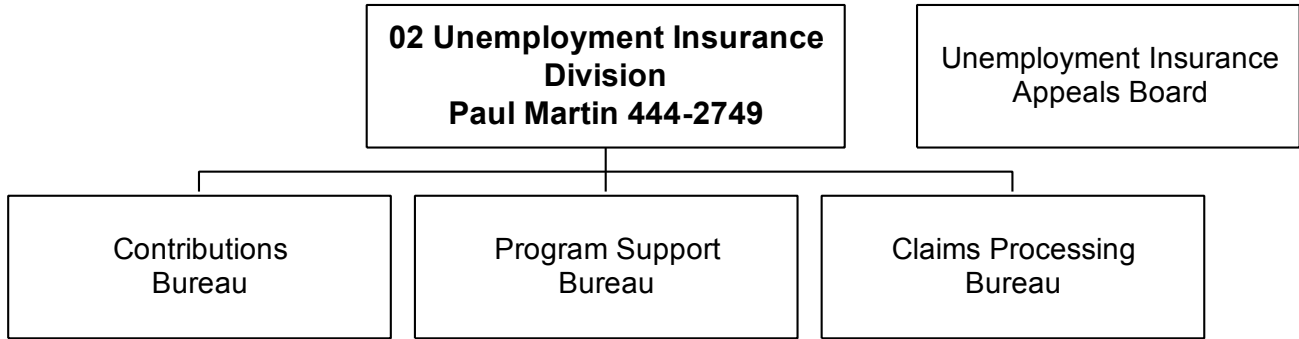 02 Unemployment Insurance
Division
Paul Martin 444-2749
Unemployment Insurance
Appeals Board
Contributions
Bureau
Program Support
Bureau
Claims Processing
Bureau